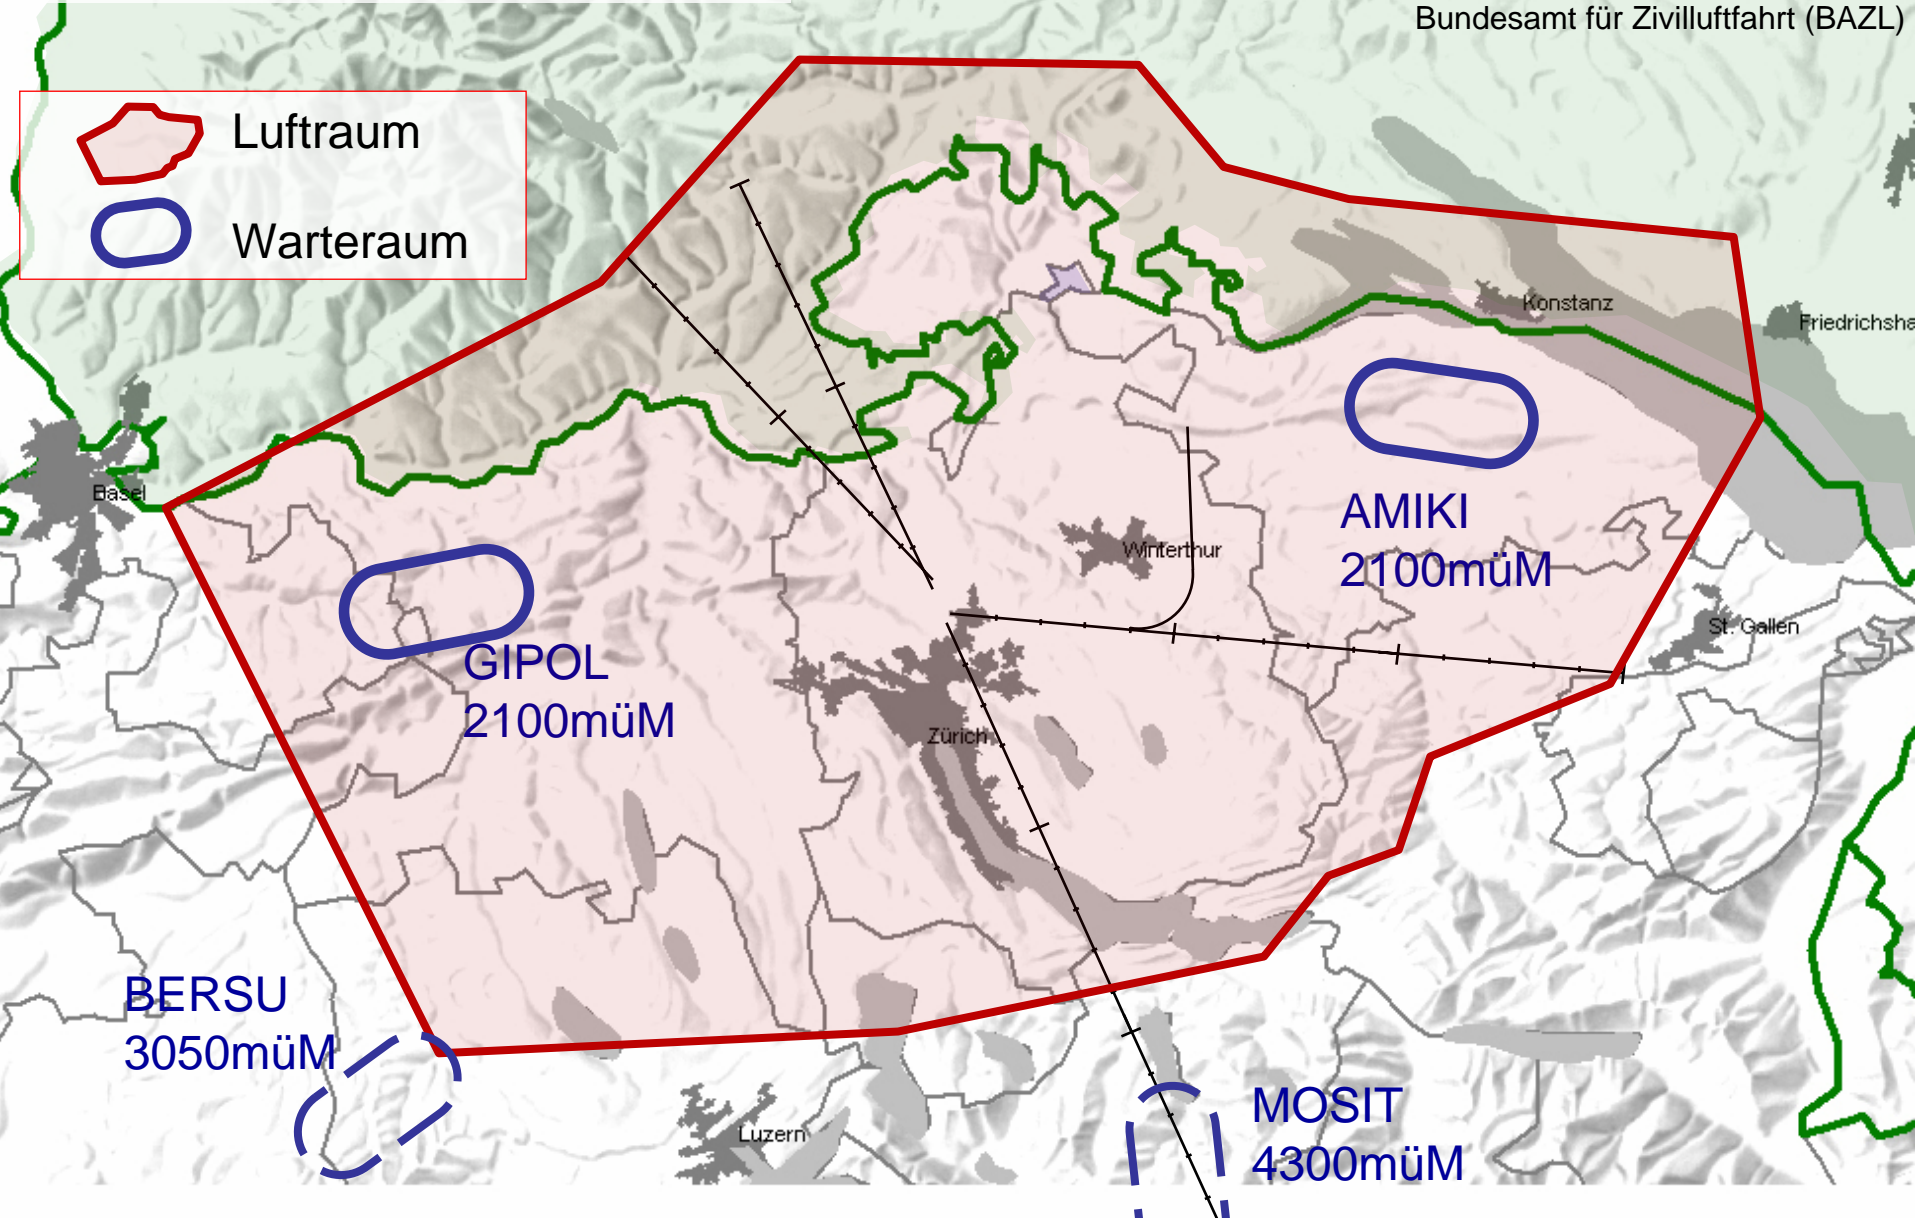 Bundesamt für Zivilluftfahrt (BAZL)
Luftraum
Warteraum
Konstanz
Friedrichsha
Basel
AMIKI
2100müM
Winterthur
St. Gallen
GIPOL
2100müM
Zürich
BERSU
3050müM
MOSIT
4300müM
Luzern